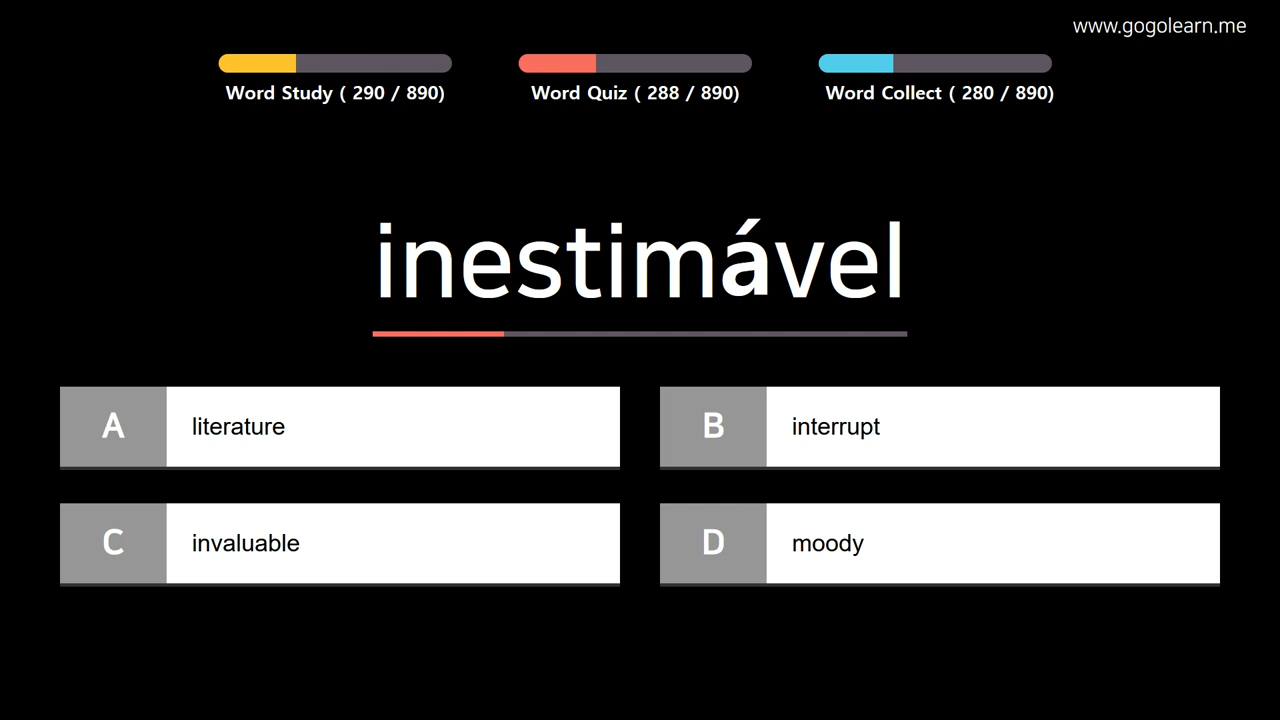 www.gogolearn.me
Word Study ( 290 / 890)
Word Quiz ( 288 / 890)
Word Collect ( 280 / 890)
inestimável
A literature
B interrupt
C invaluable
D moody